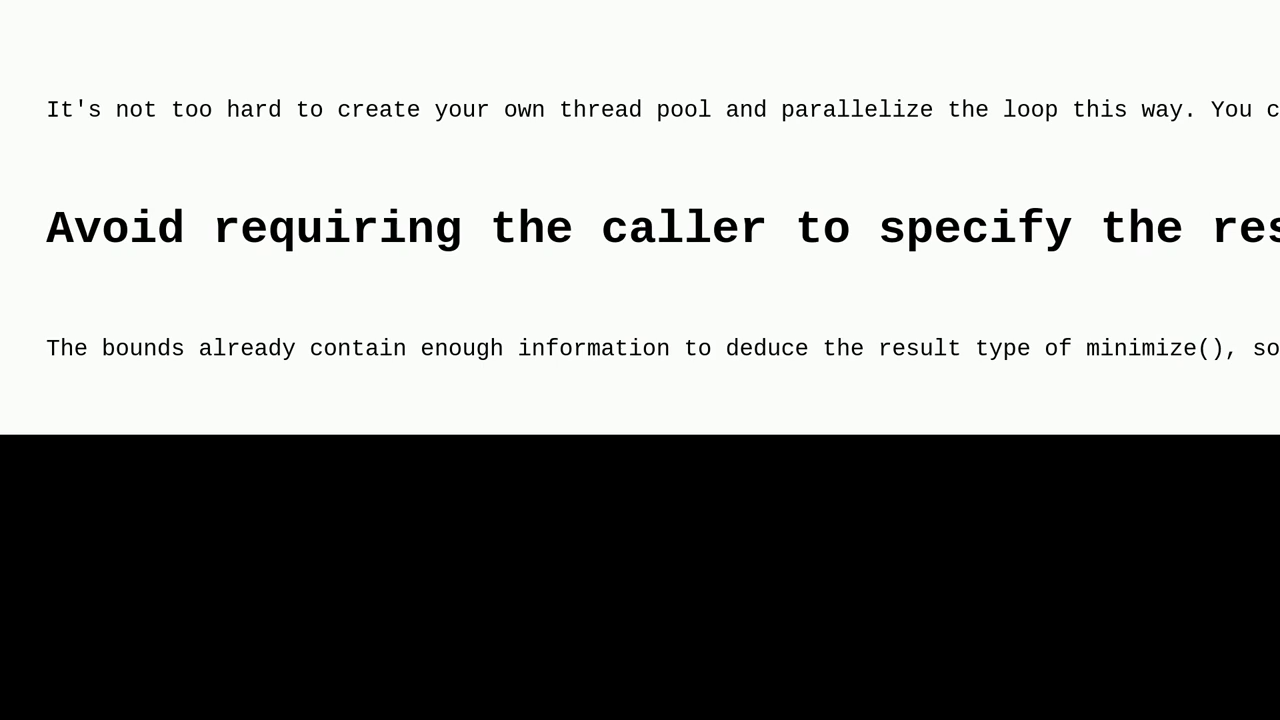 It's not too hard to create your own thread pool and parallelize the loop this way. You
Avoid requiring the caller to specify the
The bounds already contain enough information to deduce the result type of minimize(), so